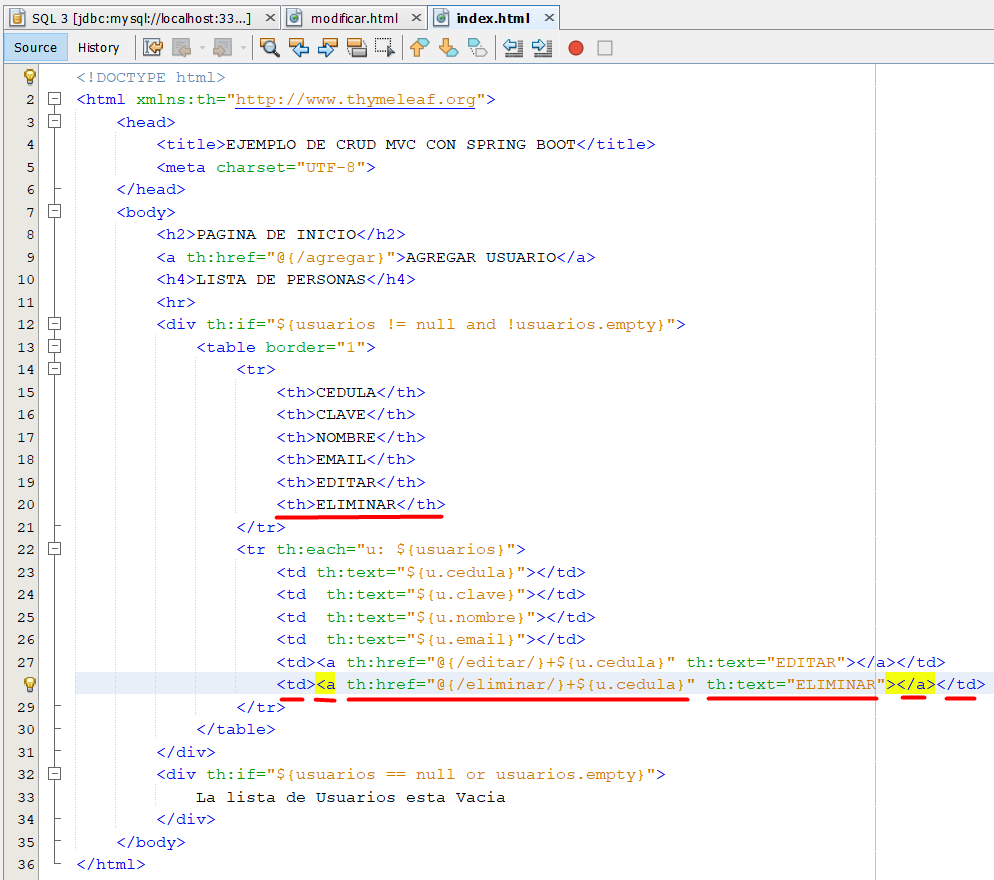 SQL 3 [jdbc:mysql://localhost:33...] modificar.html index.html
Source History
<!DOCTYPE html>
2 <html xmlns:th="http://www.thymeleaf.org">
3 <head>
4 <title>EJEMPLO DE CRUD MVC CON SPRING BOOT</title>
5 <meta charset="UTF-8">
6 </head>
7 <body>
8 <h2>PAGINA DE INICIO</h2>
9 <a th:href="@{/agregar}">AGREGAR USUARIO</a>
10 <h4>LISTA DE PERSONAS</h4>
11 <hr>
12 <div th:if="${usuarios != null and !usuarios.empty}">
13 <table border="1">
14 <tr>
15 <th>CEDULA</th>
16 <th>CLAVE</th>
17 <th>NOMBRE</th>
18 <th>EMAIL</th>
19 <th>EDITAR</th>
20 <th>ELIMINAR</th>
21 </tr>
22 <tr th:each="u: ${usuarios}">
23 <td th:text="${u.cedula}"></td>
24 <td  th:text="${u.clave}"></td>
25 <td  th:text="${u.nombre}"></td>
26 <td  th:text="${u.email}"></td>
27 <td><a th:href="@{/editar/}+${u.cedula}" th:text="EDITAR"></a></td>
<td><a th:href="@{/eliminar/}+${u.cedula}" th:text="ELIMINAR"></a></td>
29 </tr>
30 </table>
31 </div>
32 <div th:if="${usuarios == null or usuarios.empty}">
33 La lista de Usuarios esta Vacia
34 </div>
35 </body>
36 </html>